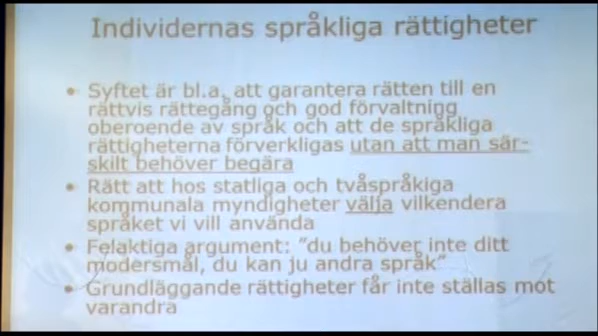 Individernas språkliga rättigheter
• Syftet är bl.a. att garantera rätten till en
rättvis rättegång och god förvaltning
oberoende av språk och att de språkliga
rättigheterna förverkligas utan att man sär-
skilt behöver begära
• Rätt att hos statliga och tvåspråkiga
kommunala myndigheter välja vilkendera
språket vi vill använda
• Felaktiga argument: ”du behöver inte ditt
modersmål, du kan ju andra språk”
• Grundläggande rättigheter får inte ställas mot
varandra